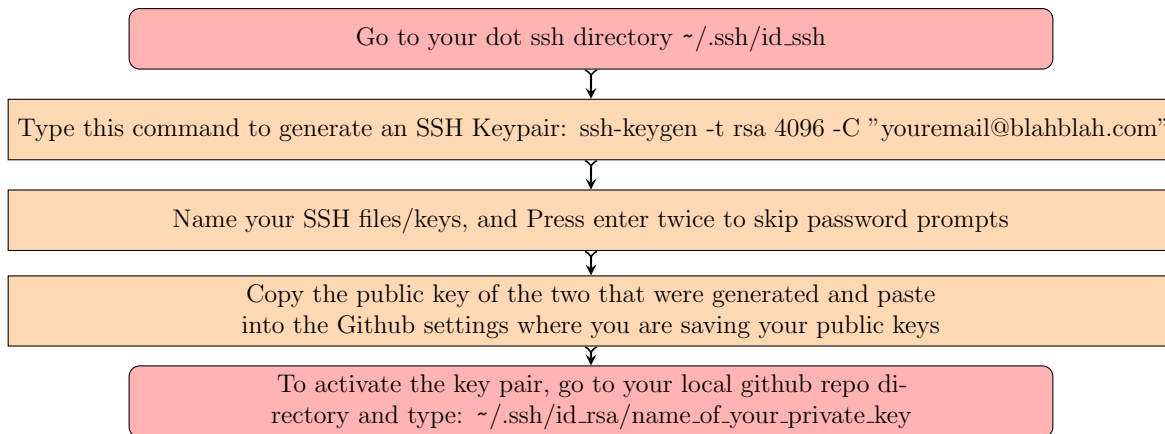 Go to your dot ssh directory ~/.ssh/id_ssh
Type this command to generate an SSH Keypair: ssh-keygen -t rsa 4096 -C ”youremail@blahblah.com”
Name your SSH files/keys, and Press enter twice to skip password prompts
Copy the public key of the two that were generated and paste
into the Github settings where you are saving your public keys
To activate the key pair, go to your local github repo di-
rectory and type: ~/.ssh/id_rsa/name_of_your_private_key